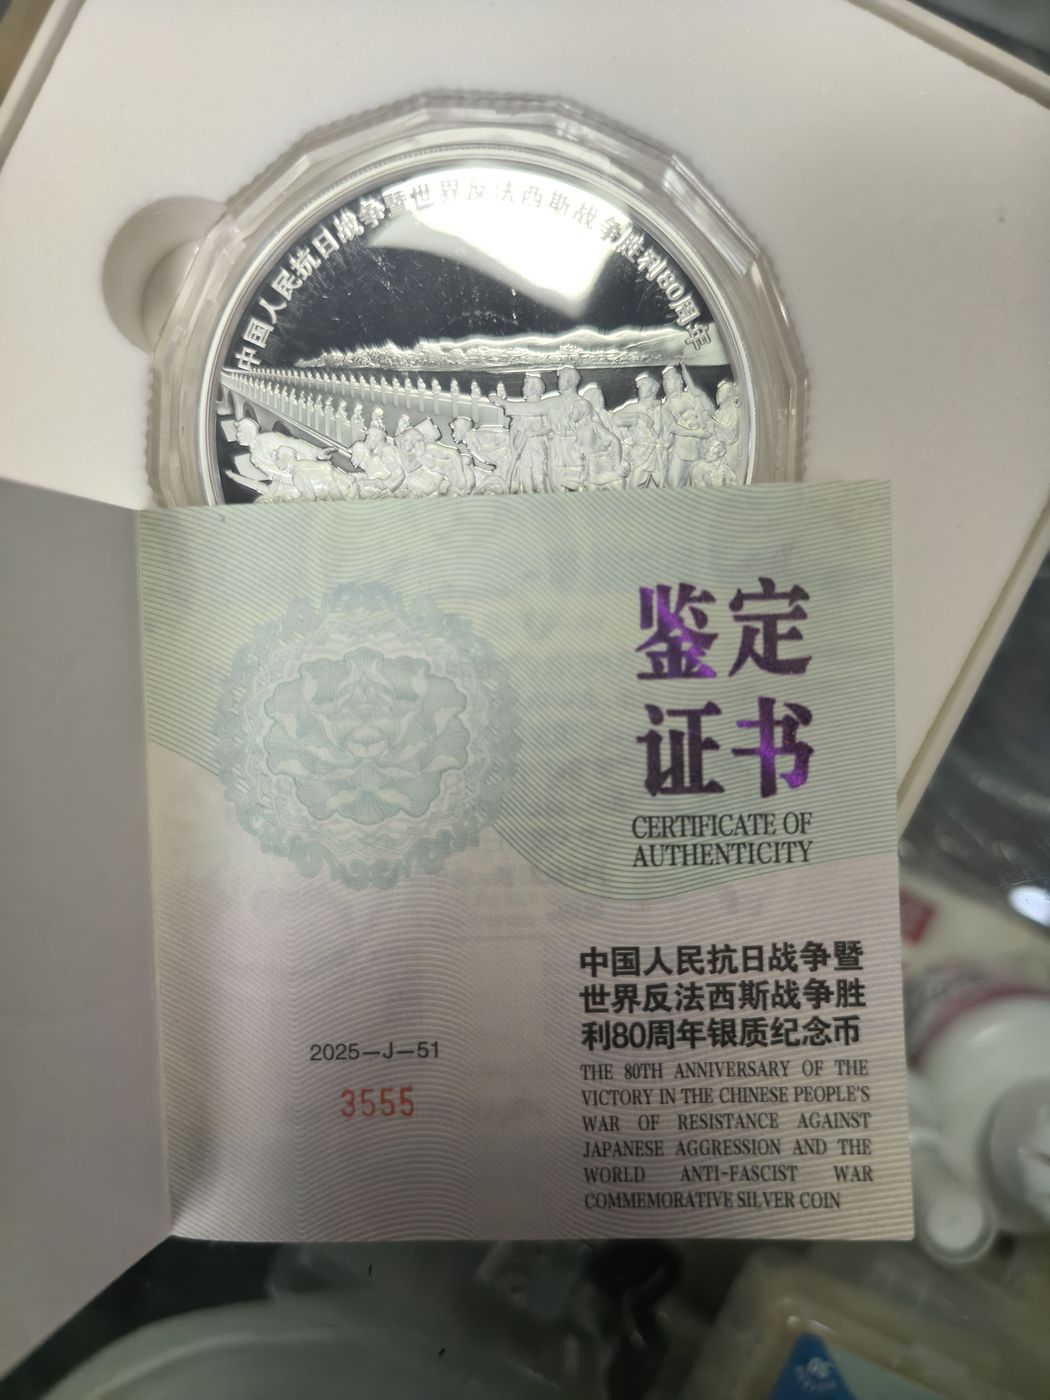 中国人民抗日战争暨世界反法西斯战争胜利80周年
鉴定
证书
CERTIFICATE OF
AUTHENTICITY
中国人民抗日战争暨
世界反法西斯战争胜
利80周年银质纪念币
THE 80TH ANNIVERSARY OF THE
VICTORY IN THE CHINESE PEOPLE'S
WAR OF RESISTANCE AGAINST
JAPANESE AGGRESSION AND THE
WORLD ANTI-FASCIST WAR
COMMEMORATIVE SILVER COIN
2025—J—51
3555